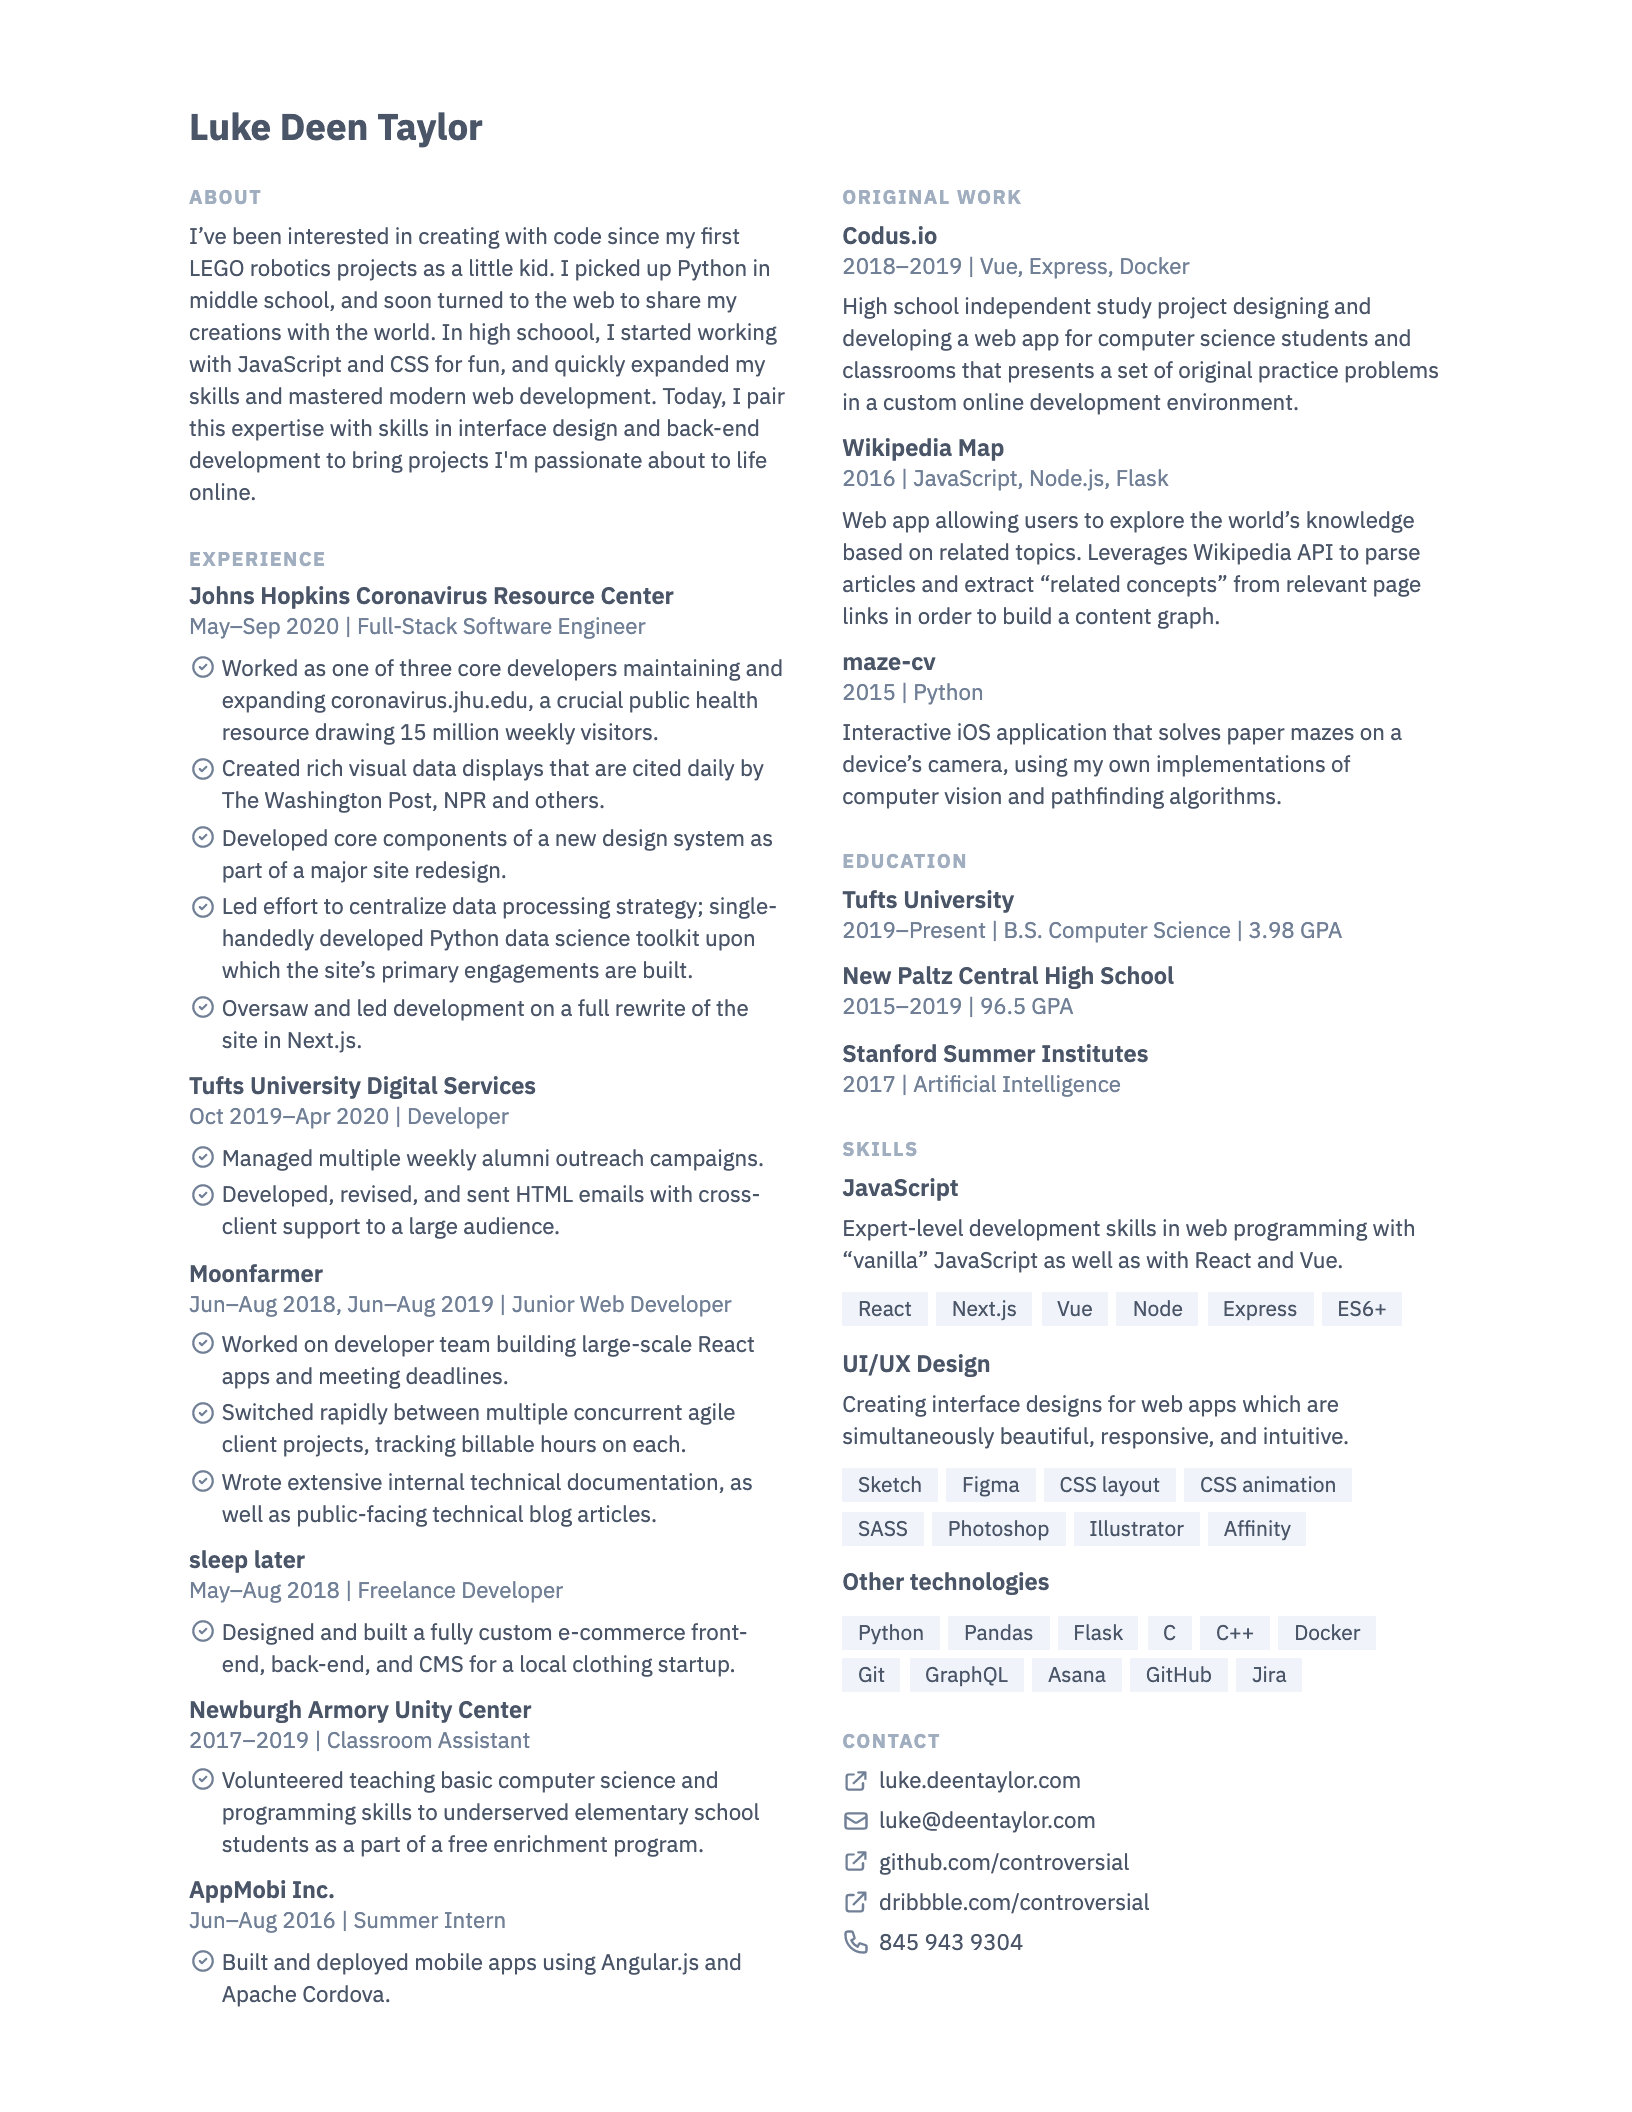 Luke Deen Taylor
ABOUT
I’ve been interested in creating with code since my first
LEGO robotics projects as a little kid. I picked up Python in
middle school, and soon turned to the web to share my
creations with the world. In high schoool, I started working
with JavaScript and CSS for fun, and quickly expanded my
skills and mastered modern web development. Today, I pair
this expertise with skills in interface design and back-end
development to bring projects I'm passionate about to life
online.
EXPERIENCE
Johns Hopkins Coronavirus Resource Center
May–Sep 2020 | Full-Stack Software Engineer
Worked as one of three core developers maintaining and
expanding coronavirus.jhu.edu, a crucial public health
resource drawing 15 million weekly visitors.
Created rich visual data displays that are cited daily by
The Washington Post, NPR and others.
Developed core components of a new design system as
part of a major site redesign.
Led effort to centralize data processing strategy; single-
handedly developed Python data science toolkit upon
which the site’s primary engagements are built.
Oversaw and led development on a full rewrite of the
site in Next.js.
Tufts University Digital Services
Oct 2019–Apr 2020 | Developer
Managed multiple weekly alumni outreach campaigns.
Developed, revised, and sent HTML emails with cross-
client support to a large audience.
Moonfarmer
Jun–Aug 2018, Jun–Aug 2019 | Junior Web Developer
Worked on developer team building large-scale React
apps and meeting deadlines.
Switched rapidly between multiple concurrent agile
client projects, tracking billable hours on each.
Wrote extensive internal technical documentation, as
well as public-facing technical blog articles.
sleep later
May–Aug 2018 | Freelance Developer
Designed and built a fully custom e-commerce front-
end, back-end, and CMS for a local clothing startup.
Newburgh Armory Unity Center
2017–2019 | Classroom Assistant
Volunteered teaching basic computer science and
programming skills to underserved elementary school
students as a part of a free enrichment program.
AppMobi Inc.
Jun–Aug 2016 | Summer Intern
Built and deployed mobile apps using Angular.js and
Apache Cordova.
ORIGINAL WORK
Codus.io
2018–2019 | Vue, Express, Docker
High school independent study project designing and
developing a web app for computer science students and
classrooms that presents a set of original practice problems
in a custom online development environment.
Wikipedia Map
2016 | JavaScript, Node.js, Flask
Web app allowing users to explore the world’s knowledge
based on related topics. Leverages Wikipedia API to parse
articles and extract “related concepts” from relevant page
links in order to build a content graph.
maze-cv
2015 | Python
Interactive iOS application that solves paper mazes on a
device’s camera, using my own implementations of
computer vision and pathfinding algorithms.
EDUCATION
Tufts University
2019–Present | B.S. Computer Science | 3.98 GPA
New Paltz Central High School
2015–2019 | 96.5 GPA
Stanford Summer Institutes
2017 | Artificial Intelligence
SKILLS
JavaScript
Expert-level development skills in web programming with
“vanilla” JavaScript as well as with React and Vue.
React Next.js Vue Node Express ES6+
UI/UX Design
Creating interface designs for web apps which are
simultaneously beautiful, responsive, and intuitive.
Sketch Figma CSS layout CSS animation
SASS Photoshop Illustrator Affinity
Other technologies
Python Pandas Flask C C++ Docker
Git GraphQL Asana GitHub Jira
CONTACT
luke.deentaylor.com
luke@deentaylor.com
github.com/controversial
dribbble.com/controversial
845 943 9304